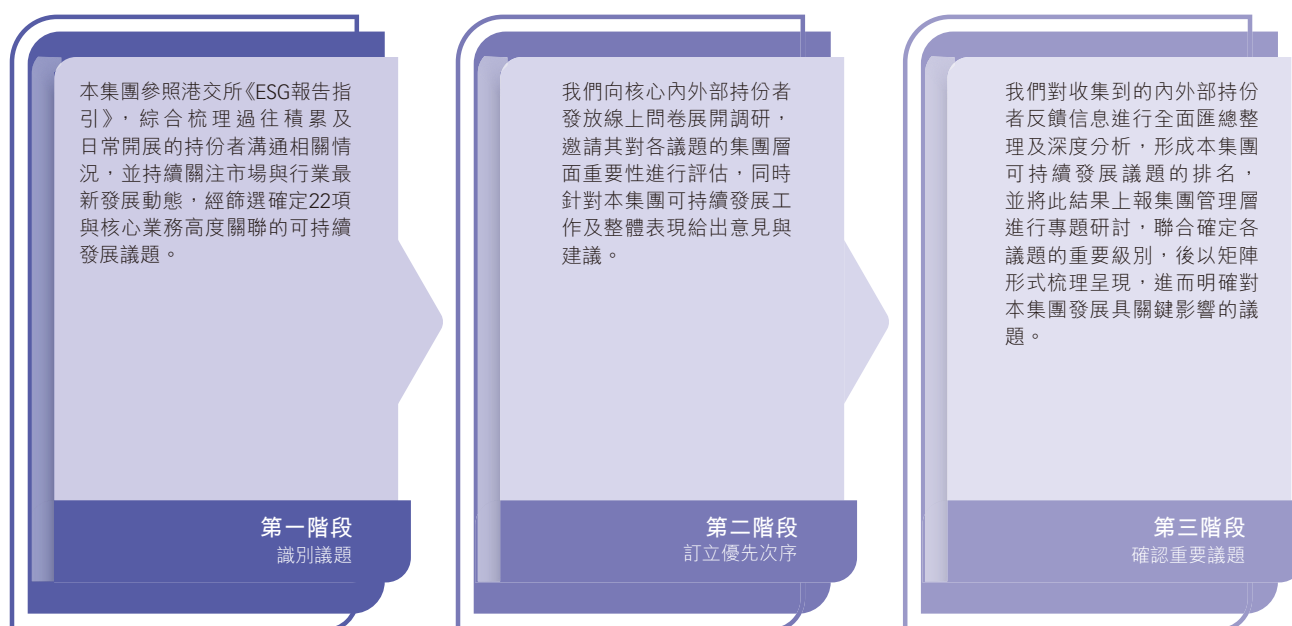 本集團參照港交所《ESG報告指
引》，綜合梳理過往積累及
日常開展的持份者溝通相關情
況，並持續關注市場與行業最
新發展動態，經篩選確定22項
與核心業務高度關聯的可持續
發展議題。
第一階段
識別議題
我們向核心內外部持份者
發放線上問卷展開調研，
邀請其對各議題的集團層
面重要性進行評估，同時
針對本集團可持續發展工
作及整體表現給出意見與
建議。
第二階段
訂立優先次序
我們對收集到的內外部持份
者反饋信息進行全面匯總整
理及深度分析，形成本集團
可持續發展議題的排名，
並將此結果上報集團管理層
進行專題研討，聯合確定各
議題的重要級別，後以矩陣
形式梳理呈現，進而明確對
本集團發展具關鍵影響的議
題。
第三階段
確認重要議題